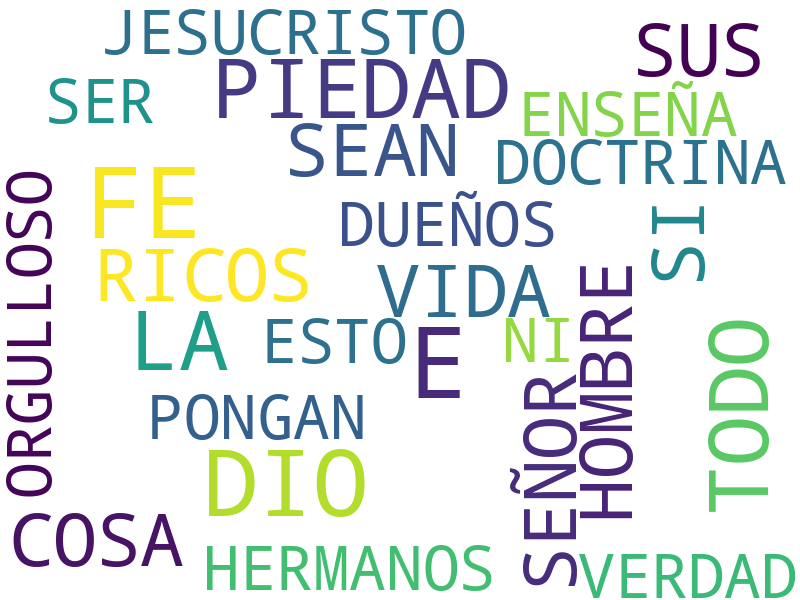 JESUCRISTO
SUS
PIEDAD
SER
ENSEÑA
SEAN
DOCTRINA
FE
ORGULLOSO
DUEÑOS
SI
RICOS
VIDA
HOMBRE
LA
ESTO
E
NI
TODO
PONGAN
SEÑOR
DIO
COSA
HERMANOS
VERDAD